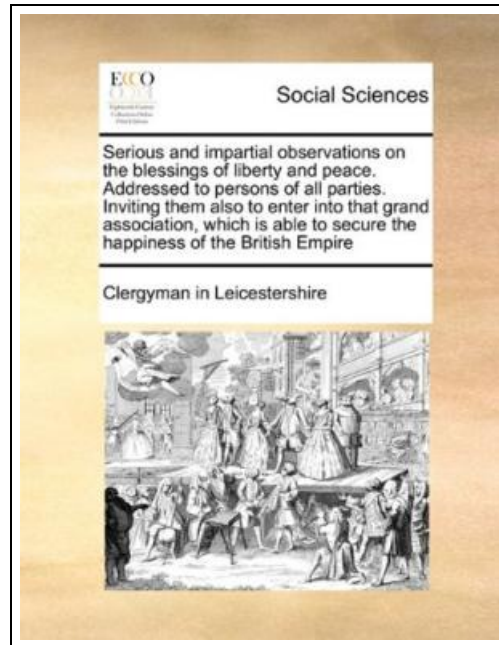 ECCO
Social Sciences
Serious and impartial observations on
the blessings of liberty and peace.
Addressed to persons of all parties.
Inviting them also to enter into that grand
association, which is able to secure the
happiness of the British Empire
Clergyman in Leicestershire